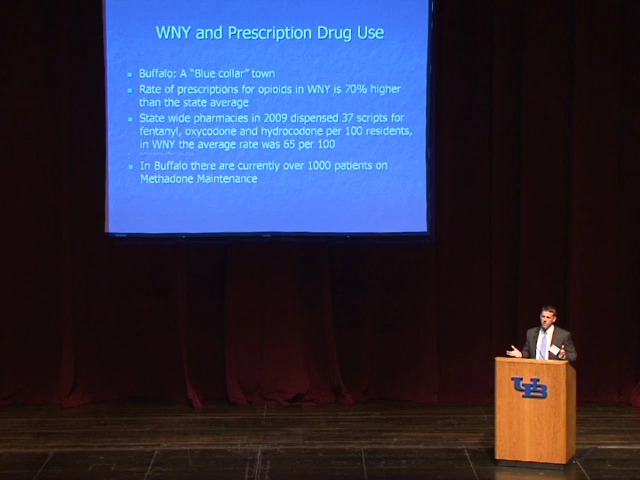 WNY and Prescription Drug Use
Buffalo: A "Blue collar" town
Rate of prescriptions for opioids in WNY is 70% higher
than the state average
State wide pharmacies in 2009 dispensed 37 scripts for
fentanyl, oxycodone and hydrocodone per 100 residents,
in WNY the average rate was 65 per 100
In Buffalo there are currently over 1000 patients on
Methadone Maintenance
UB